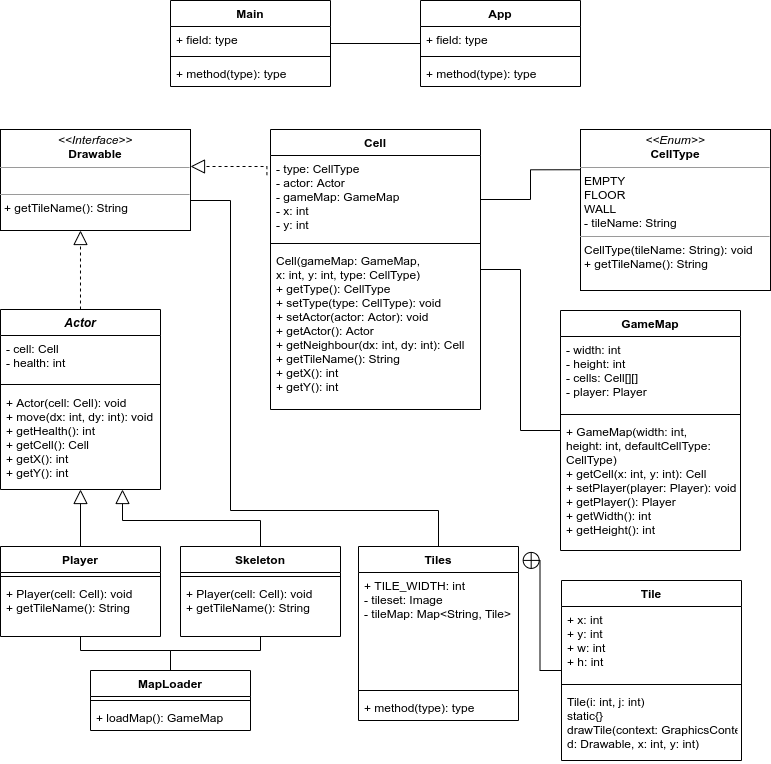 Main
+ field: type
+ method(type): type
App
+ field: type
+ method(type): type
<<Interface>>
Drawable
+ getTileName(): String
Cell
- type: CellType
- actor: Actor
- gameMap: GameMap
- x: int
- y: int
Cell(gameMap: GameMap,
x: int, y: int, type: CellType)
+ getType(): CellType
+ setType(type: CellType): void
+ setActor(actor: Actor): void
+ getActor(): Actor
+ getNeighbour(dx: int, dy: int): Cell
+ getTileName(): String
+ getX(): int
+ getY(): int
<<Enum>>
CellType
EMPTY
FLOOR
WALL
- tileName: String
CellType(tileName: String): void
+ getTileName(): String
Actor
- cell: Cell
- health: int
+ Actor(cell: Cell): void
+ move(dx: int, dy: int): void
+ getHealth(): int
+ getCell(): Cell
+ getX(): int
+ getY(): int
GameMap
- width: int
- height: int
- cells: Cell[][]
- player: Player
+ GameMap(width: int,
height: int, defaultCellType:
CellType)
+ getCell(x: int, y: int): Cell
+ setPlayer(player: Player): void
+ getPlayer(): Player
+ getWidth(): int
+ getHeight(): int
Player
+ Player(cell: Cell): void
+ getTileName(): String
Skeleton
+ Player(cell: Cell): void
+ getTileName(): String
Tiles
+ TILE_WIDTH: int
- tileset: Image
- tileMap: Map<String, Tile>
+ method(type): type
Tile
+ x: int
+ y: int
+ w: int
+ h: int
Tile(i: int, j: int)
static{}
drawTile(context: GraphicsConte
d: Drawable, x: int, y: int)
MapLoader
+ loadMap(): GameMap